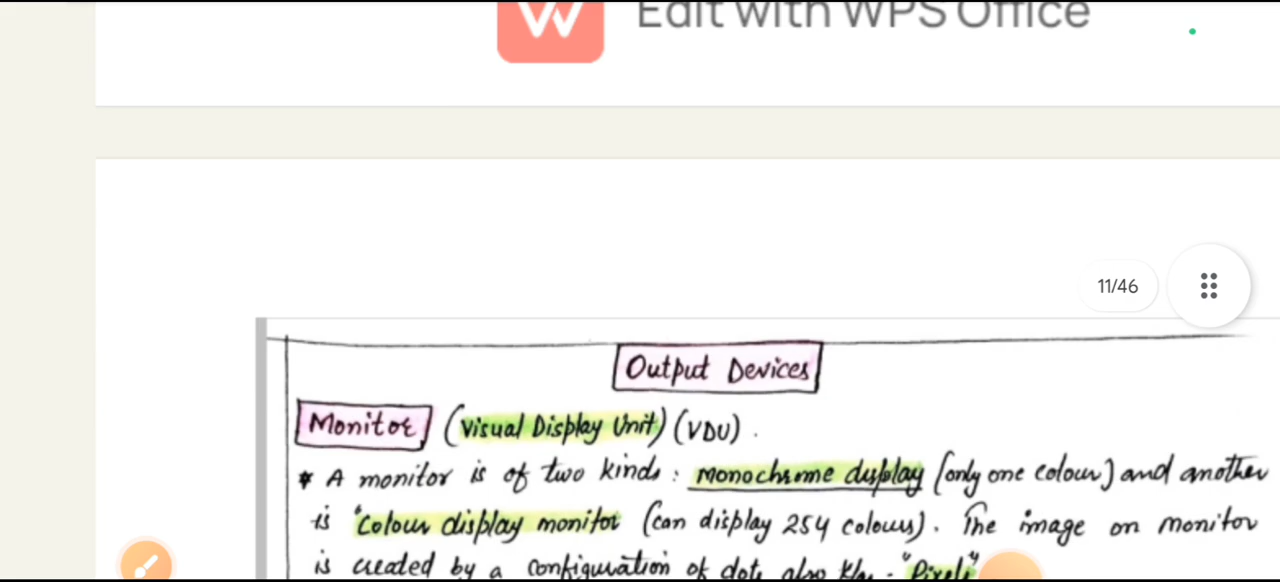 Edit with WPS Office
11/46
Output Devices
Monitor (Visual Display Unit) (VDU).
* A monitor is of two kinds: monochrome display (only one colour) and another
is "Colour display monitor (can display 254 colours). The image on monitor
is created by a configuration of dots also k/as - "Pixels"